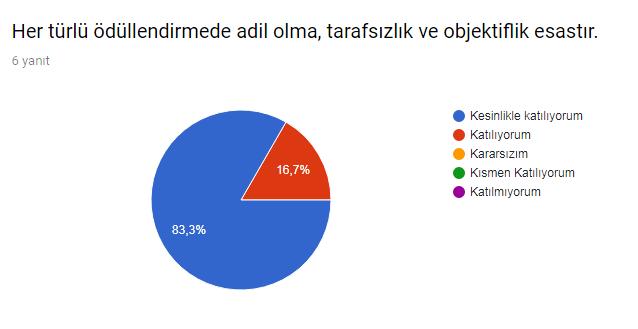 Her türlü ödüllendirmede adil olma, tarafsızlık ve objektiflik esastır.
6 yanıt
Kesinlikle katılıyorum
Katılıyorum
Kararsızım
Kısmen Katılıyorum
Katılmıyorum
16,7%
83,3%